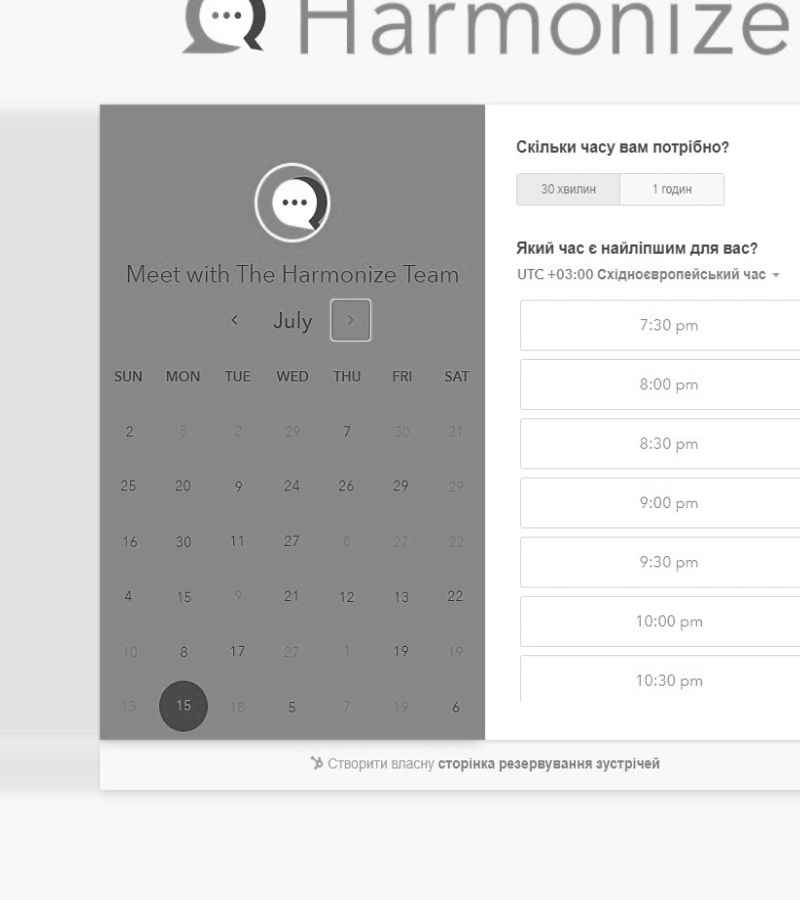 Harmonize
Meet with The Harmonize Team
July
SUN MON TUE WED THU FRI SAT
2 8 2 29 7 30 21
25 20 9 24 26 29 29
16 30 11 27 8 27 22
4 15 9 21 12 13 22
10 8 17 27 1 19 19
13 15 18 5 7 19 6
Скільки часу вам потрібно?
30 хвилин 1 годин
Який час є найліпшим для вас?
UTC +03:00 Східноєвропейський час
7:30 pm
8:00 pm
8:30 pm
9:00 pm
9:30 pm
10:00 pm
10:30 pm
Створити власну сторінка резервування зустрічей